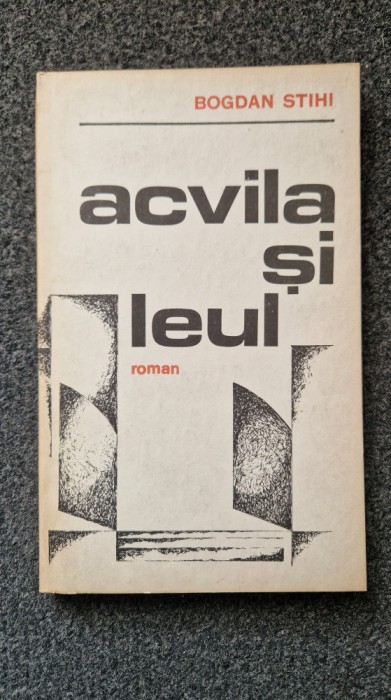 BOGDAN STIHI
acvila
și
leul
roman